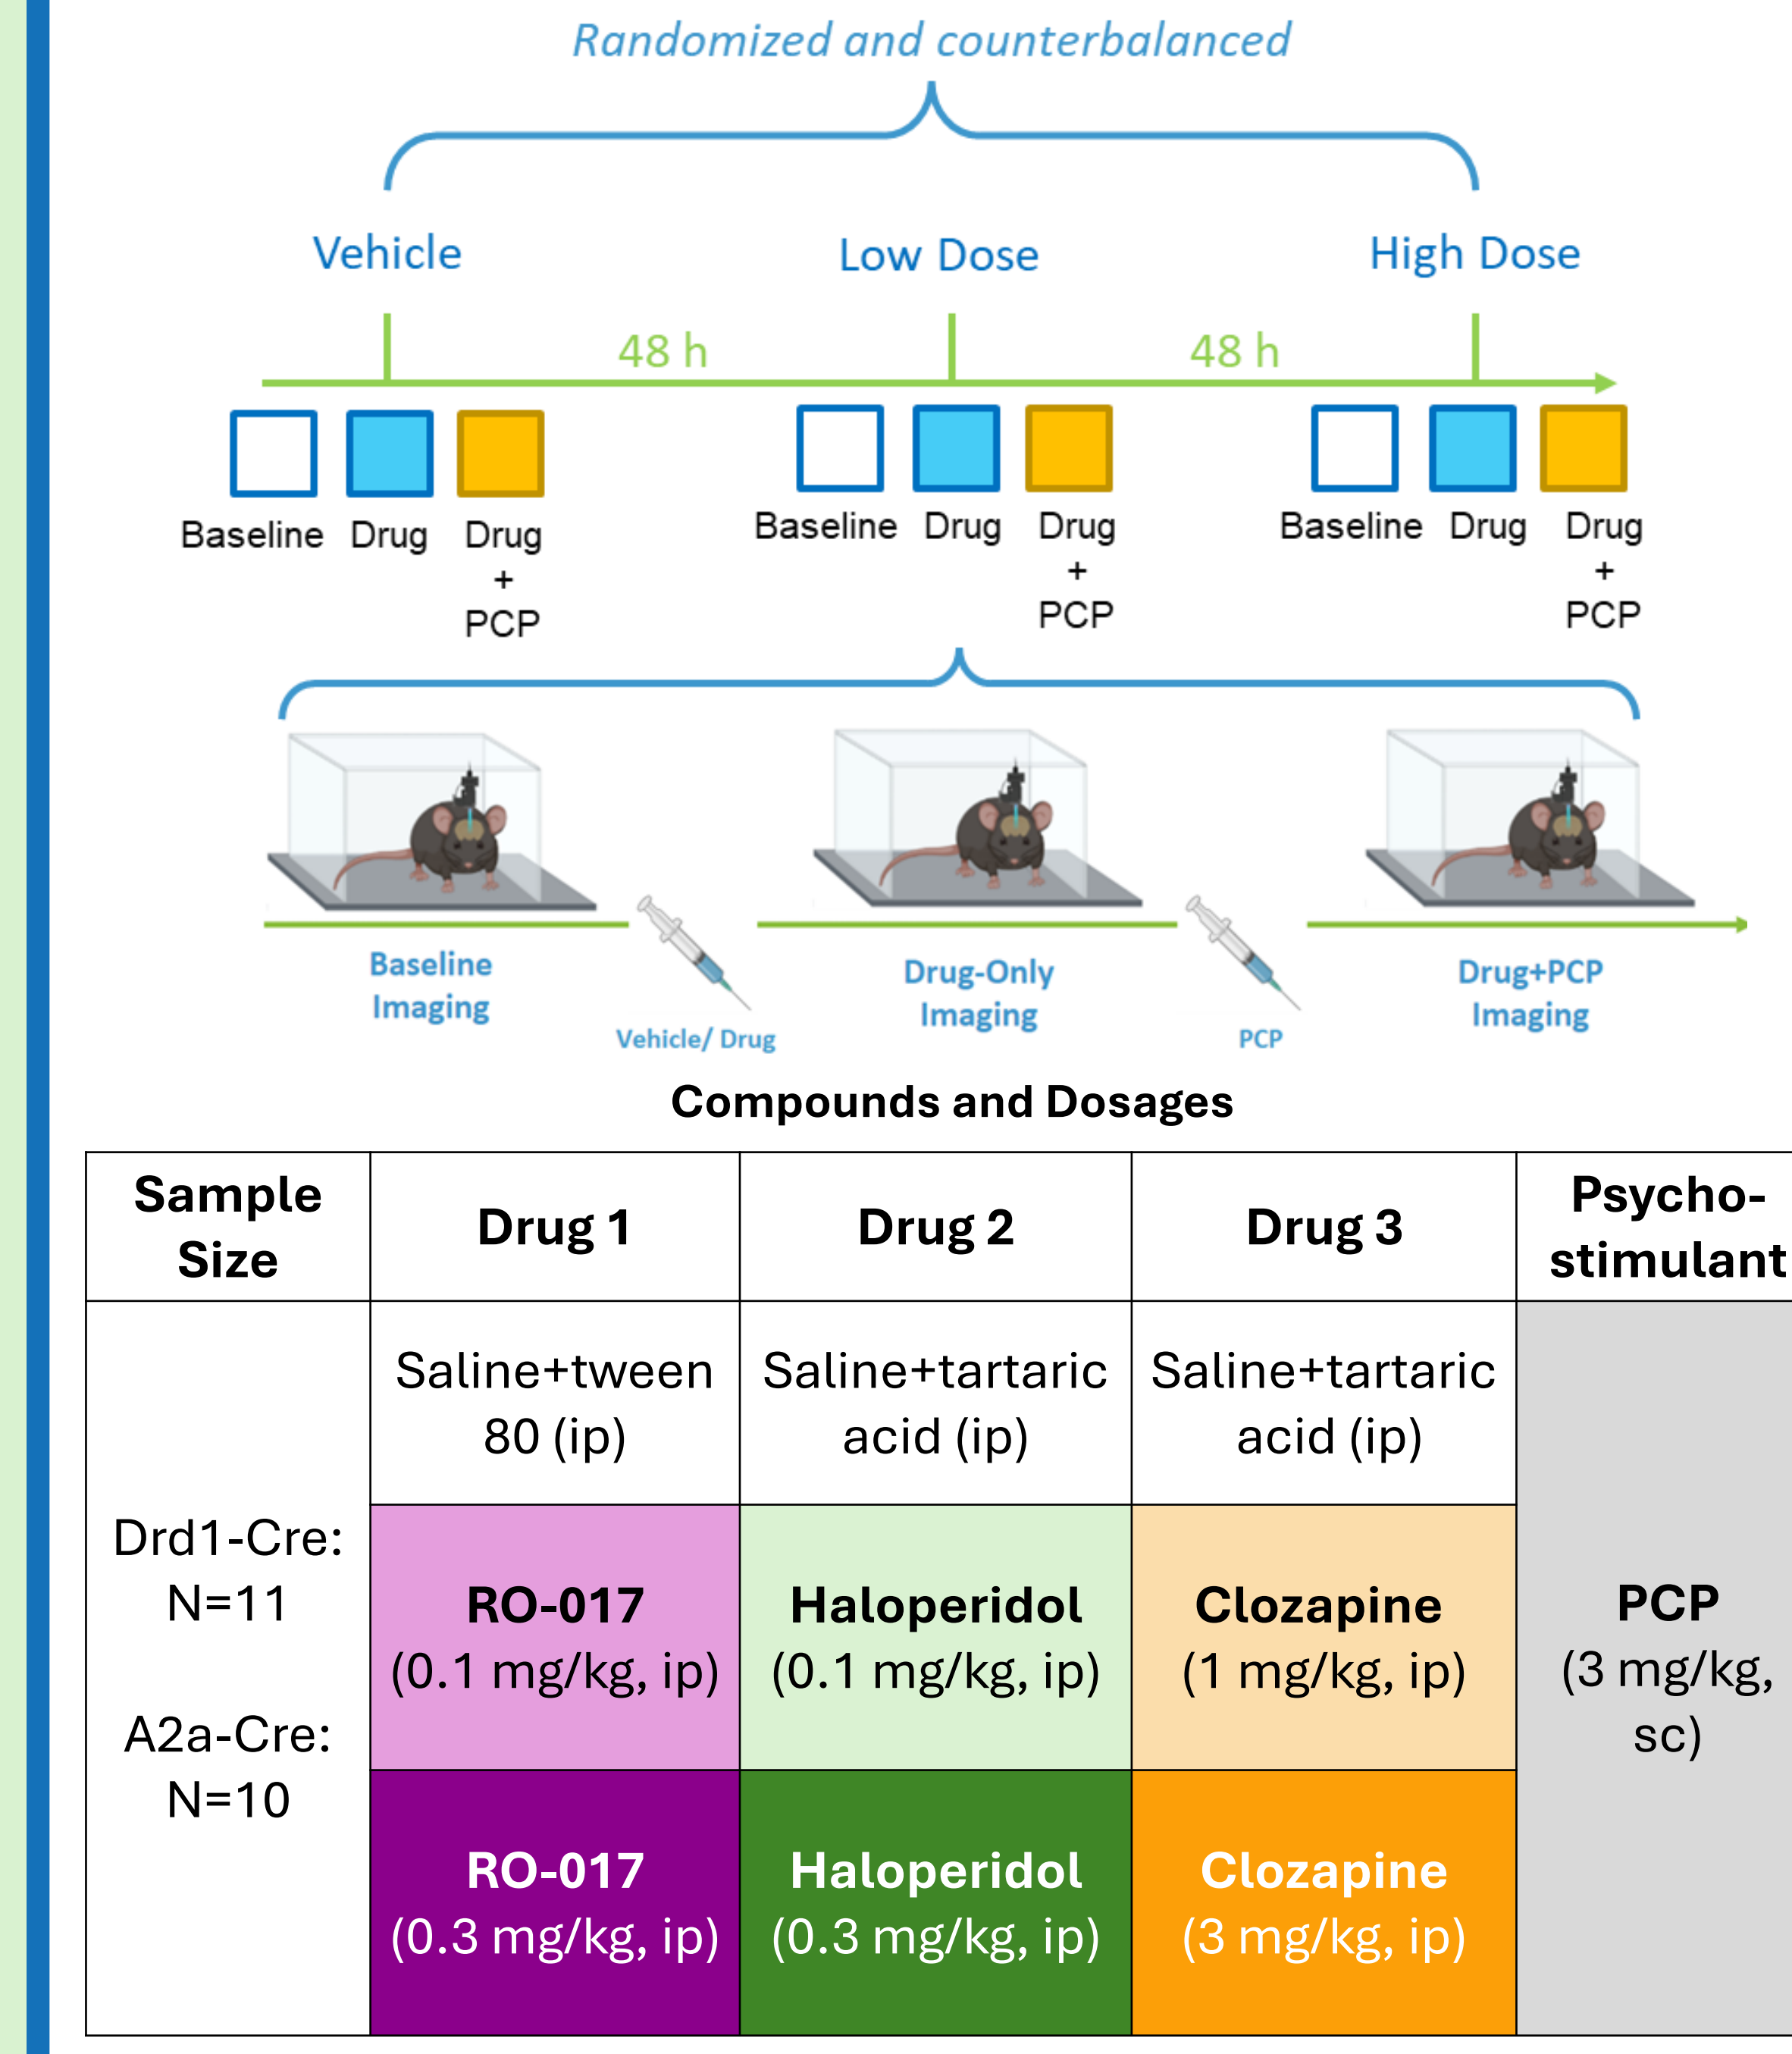 Randomized and counterbalanced
Vehicle
Low Dose
High Dose
48 h
48 h
Baseline
Drug
Drug
+
PCP
Baseline
Drug
Drug
+
PCP
Baseline
Drug
Drug
+
PCP
Baseline
Imaging
Vehicle/ Drug
Drug-Only
Imaging
PCP
Drug+PCP
Imaging
Compounds and Dosages
Sample
Size
Drug 1
Drug 2
Drug 3
Psycho-
stimulant
Drd1-Cre:
N=11
A2a-Cre:
N=10
Saline+tween
80 (ip)
Saline+tartaric
acid (ip)
Saline+tartaric
acid (ip)
RO-017
(0.1 mg/kg, ip)
Haloperidol
(0.1 mg/kg, ip)
Clozapine
(1 mg/kg, ip)
PCP
(3 mg/kg,
sc)
RO-017
(0.3 mg/kg, ip)
Haloperidol
(0.3 mg/kg, ip)
Clozapine
(3 mg/kg, ip)